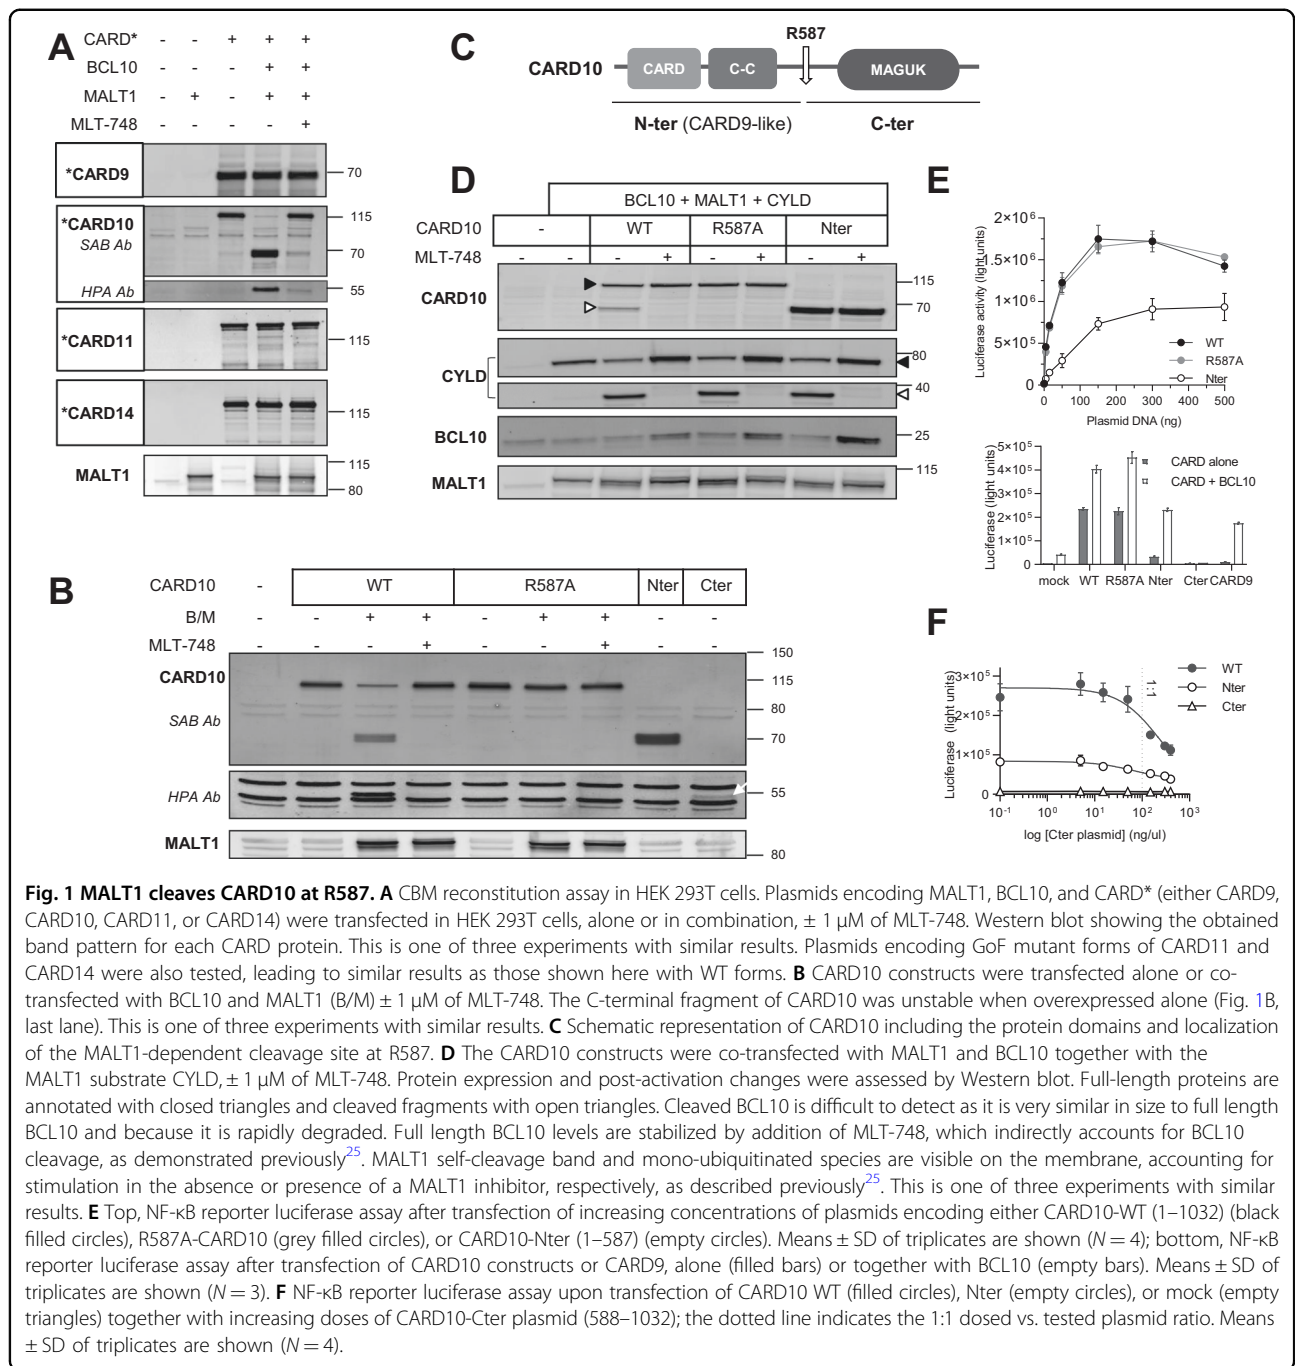 A
CARD* - - + + +
BCL10 - - - + +
MALT1 - + - + +
MLT-748 - - - - +
*CARD9
70
*CARD10
SAB Ab
115
70
HPA Ab
55
*CARD11
115
*CARD14
115
MALT1
115
80
B
CARD10 - WT R587A Nter Cter
B/M - - + + - + + - -
MLT-748 - - - + - - + - -
150
CARD10
115
SAB Ab
80
70
HPA Ab
55
MALT1
80
C
R587
CARD10
CARD
C-C
MAGUK
N-ter (CARD9-like)
C-ter
D
BCL10 + MALT1 + CYLD
CARD10 - WT R587A Nter
MLT-748 - - - + - + - +
CARD10
115
70
CYLD
80
40
BCL10
25
MALT1
115
E
Luciferase activity (light units)
2×10⁶
1.5×10⁶
1×10⁶
5×10⁵
0
0 100 200 300 400 500
Plasmid DNA (ng)
WT
R587A
Nter
Luciferase (light units)
5×10⁵
4×10⁵
3×10⁵
2×10⁵
1×10⁵
0
CARD alone
CARD + BCL10
mock WT R587A Nter Cter CARD9
F
Luciferase (light units)
3×10⁵
2×10⁵
1×10⁵
0
1:1
WT
Nter
Cter
10⁻¹ 10⁰ 10¹ 10² 10³
log [Cter plasmid] (ng/ul)
Fig. 1 MALT1 cleaves CARD10 at R587. A CBM reconstitution assay in HEK 293T cells. Plasmids encoding MALT1, BCL10, and CARD* (either CARD9,
CARD10, CARD11, or CARD14) were transfected in HEK 293T cells, alone or in combination, ± 1 µM of MLT-748. Western blot showing the obtained
band pattern for each CARD protein. This is one of three experiments with similar results. Plasmids encoding GoF mutant forms of CARD11 and
CARD14 were also tested, leading to similar results as those shown here with WT forms. B CARD10 constructs were transfected alone or co-
transfected with BCL10 and MALT1 (B/M) ± 1 µM of MLT-748. The C-terminal fragment of CARD10 was unstable when overexpressed alone (Fig. 1B,
last lane). This is one of three experiments with similar results. C Schematic representation of CARD10 including the protein domains and localization
of the MALT1-dependent cleavage site at R587. D The CARD10 constructs were co-transfected with MALT1 and BCL10 together with the
MALT1 substrate CYLD, ± 1 µM of MLT-748. Protein expression and post-activation changes were assessed by Western blot. Full-length proteins are
annotated with closed triangles and cleaved fragments with open triangles. Cleaved BCL10 is difficult to detect as it is very similar in size to full length
BCL10 and because it is rapidly degraded. Full length BCL10 levels are stabilized by addition of MLT-748, which indirectly accounts for BCL10
cleavage, as demonstrated previously²⁵. MALT1 self-cleavage band and mono-ubiquitinated species are visible on the membrane, accounting for
stimulation in the absence or presence of a MALT1 inhibitor, respectively, as described previously²⁵. This is one of three experiments with similar
results. E Top, NF-κB reporter luciferase assay after transfection of increasing concentrations of plasmids encoding either CARD10-WT (1–1032) (black
filled circles), R587A-CARD10 (grey filled circles), or CARD10-Nter (1–587) (empty circles). Means ± SD of triplicates are shown (N = 4); bottom, NF-κB
reporter luciferase assay after transfection of CARD10 constructs or CARD9, alone (filled bars) or together with BCL10 (empty bars). Means ± SD of
triplicates are shown (N = 3). F NF-κB reporter luciferase assay upon transfection of CARD10 WT (filled circles), Nter (empty circles), or mock (empty
triangles) together with increasing doses of CARD10-Cter plasmid (588–1032); the dotted line indicates the 1:1 dosed vs. tested plasmid ratio. Means
± SD of triplicates are shown (N = 4).